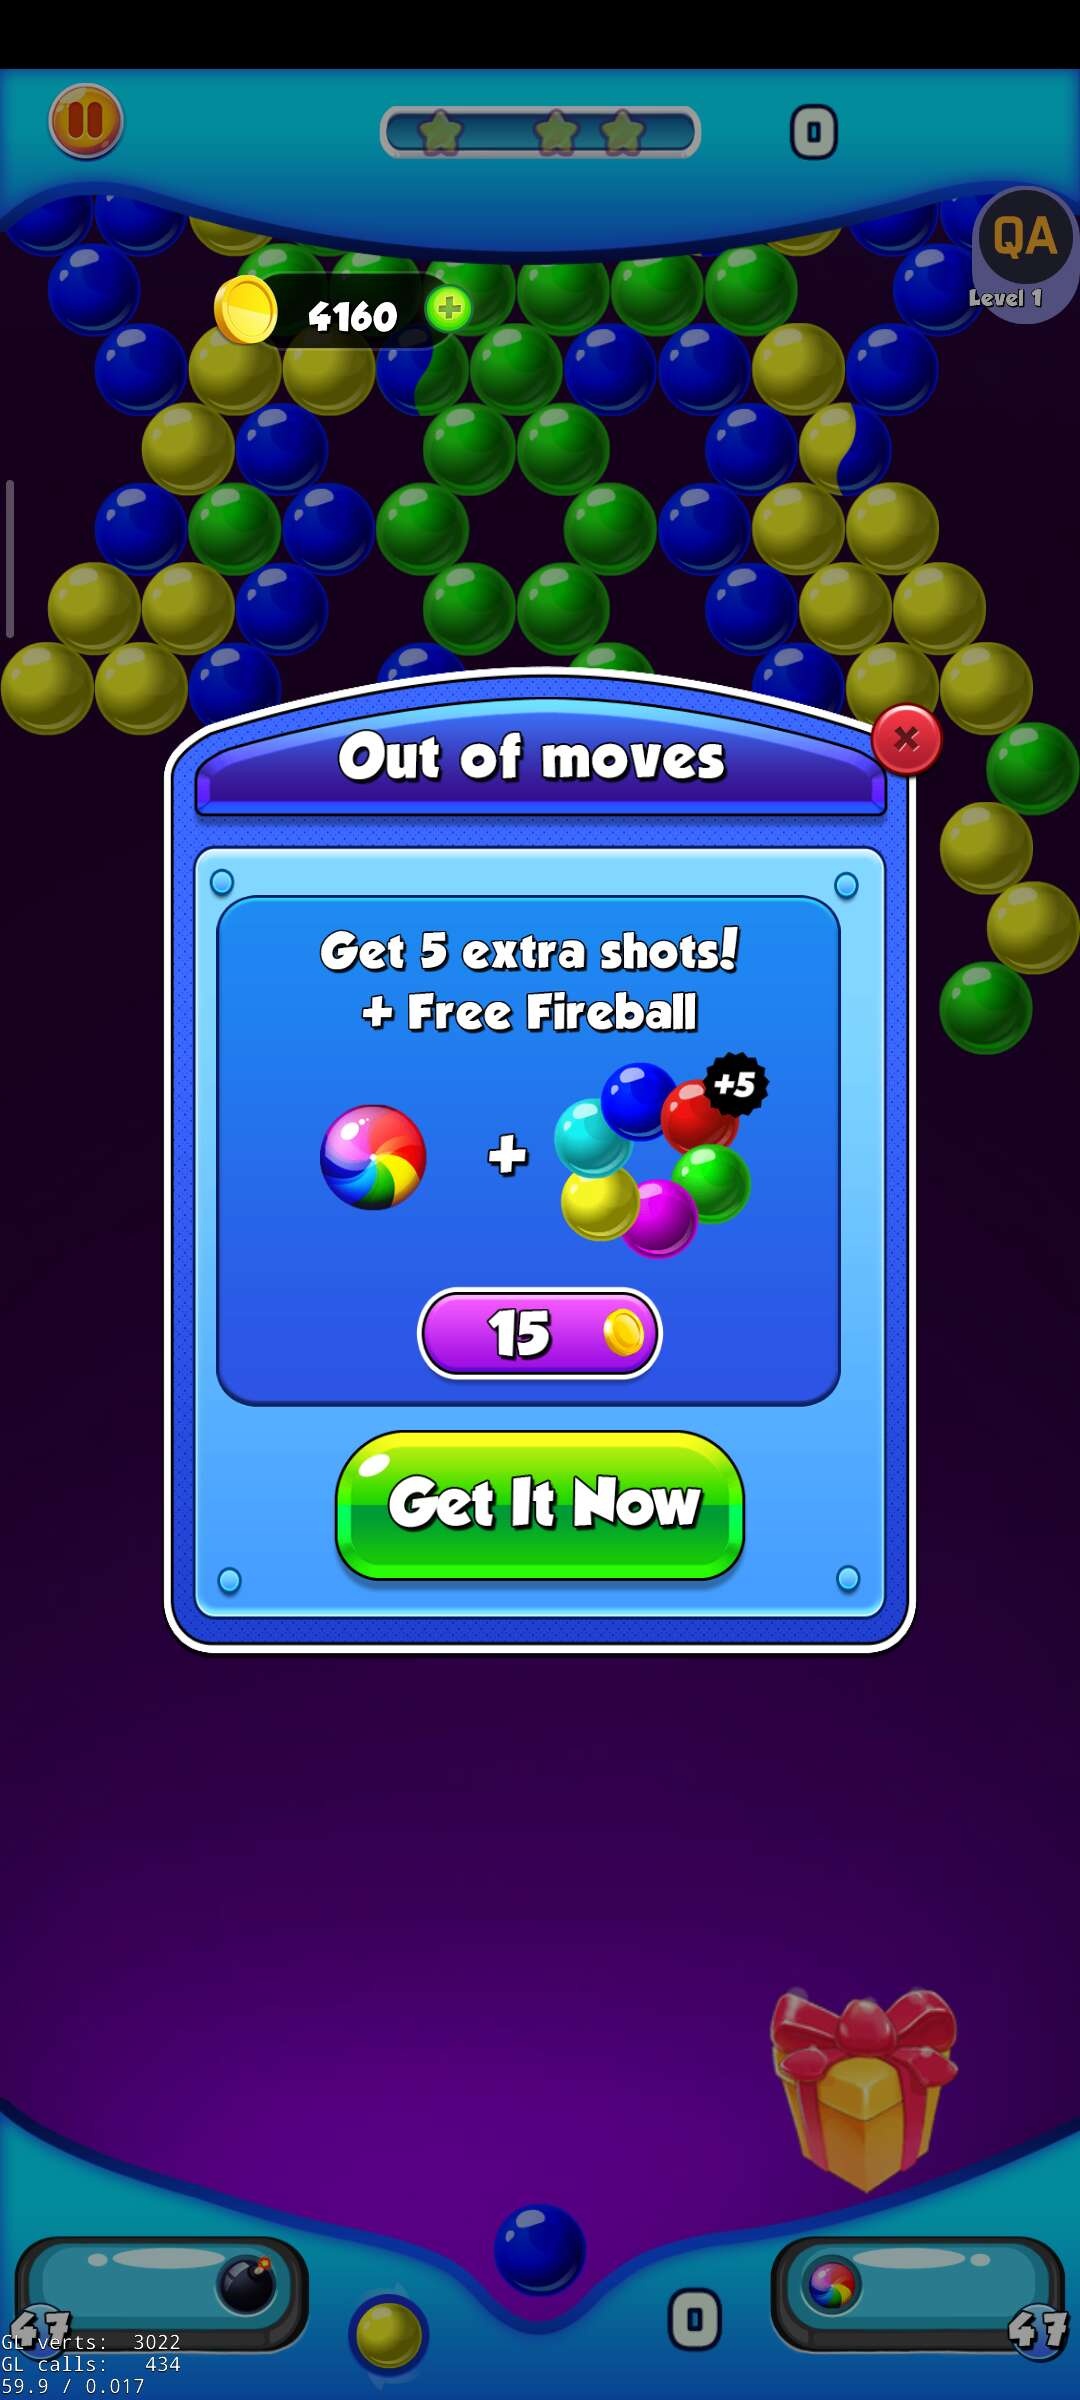 0
QA
Level 1
4160
Out of moves
Get 5 extra shots!
+ Free Fireball
+5
+
15
Get It Now
47
0
47
GL verts: 3022
GL calls: 434
59.9 / 0.017